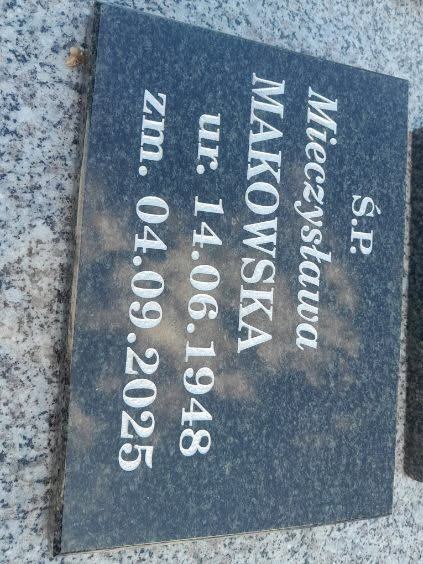 Ś.P.
Mieczysława
MAKOWSKA
ur. 14.06.1948
zm. 04.09.2025